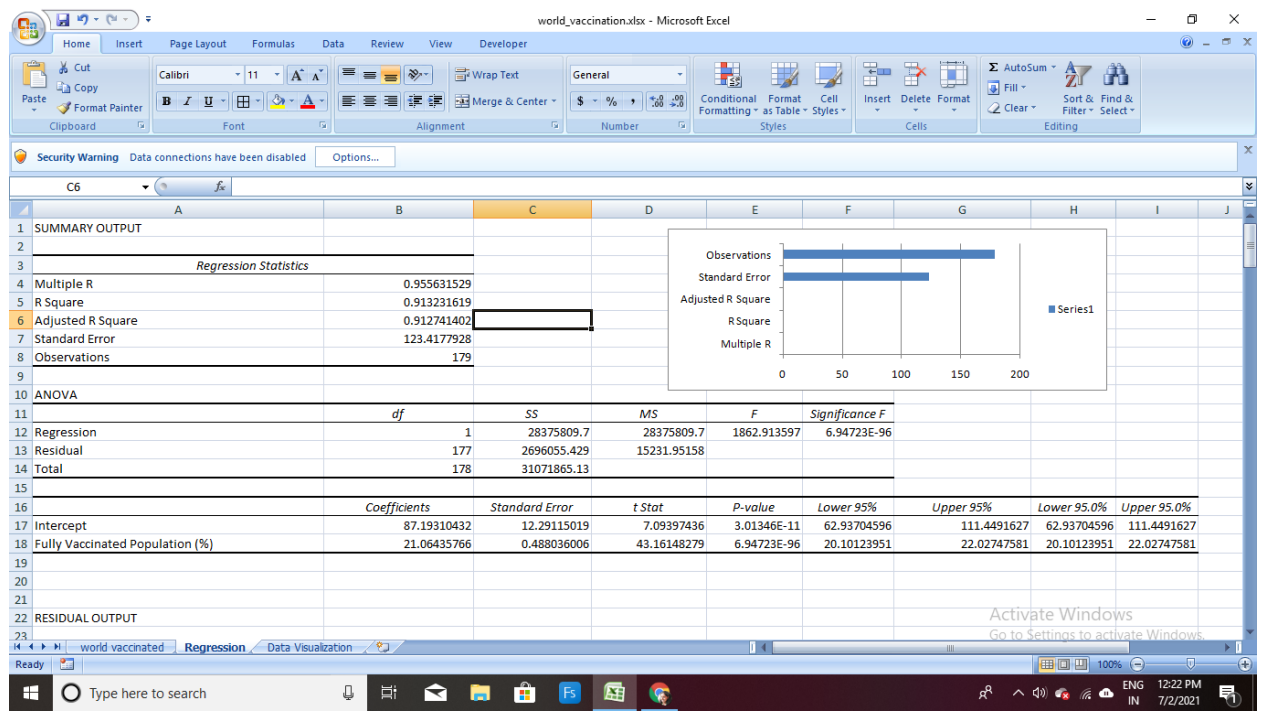 world_vaccination.xlsx - Microsoft Excel
Home Insert Page Layout Formulas Data Review View Developer
Cut
Copy
Format Painter
Paste
Clipboard
Calibri 11
B I U
Font
Wrap Text
Merge & Center
Alignment
General
$ % , .0 .00 .00 .0
Number
Conditional Formatting
Format as Table
Cell Styles
Styles
Insert Delete Format
Cells
Σ AutoSum
Fill
Clear
Sort & Filter
Find & Select
Editing
Security Warning Data connections have been disabled Options...
C6 fx
A B C D E F G H I J
1 SUMMARY OUTPUT
2
3 Regression Statistics
4 Multiple R 0.955631529
5 R Square 0.913231619
6 Adjusted R Square 0.912741402
7 Standard Error 123.4177928
8 Observations 179
Observations
Standard Error
Adjusted R Square
R Square
Multiple R
0 50 100 150 200
Series1
9
10 ANOVA
11 df SS MS F Significance F
12 Regression 1 28375809.7 28375809.7 1862.913597 6.94723E-96
13 Residual 177 2696055.429 15231.95158
14 Total 178 31071865.13
15
16 Coefficients Standard Error t Stat P-value Lower 95% Upper 95% Lower 95.0% Upper 95.0%
17 Intercept 87.19310432 12.29115019 7.09397436 3.01346E-11 62.93704596 111.4491627 62.93704596 111.4491627
18 Fully Vaccinated Population (%) 21.06435766 0.488036006 43.16148279 6.94723E-96 20.10123951 22.02747581 20.10123951 22.02747581
19
20
21
22 RESIDUAL OUTPUT
23
Activate Windows
Go to Settings to activate Windows.
world vaccinated Regression Data Visualization
Ready 100%
Type here to search
Fs
ENG
IN
12:22 PM
7/2/2021
1